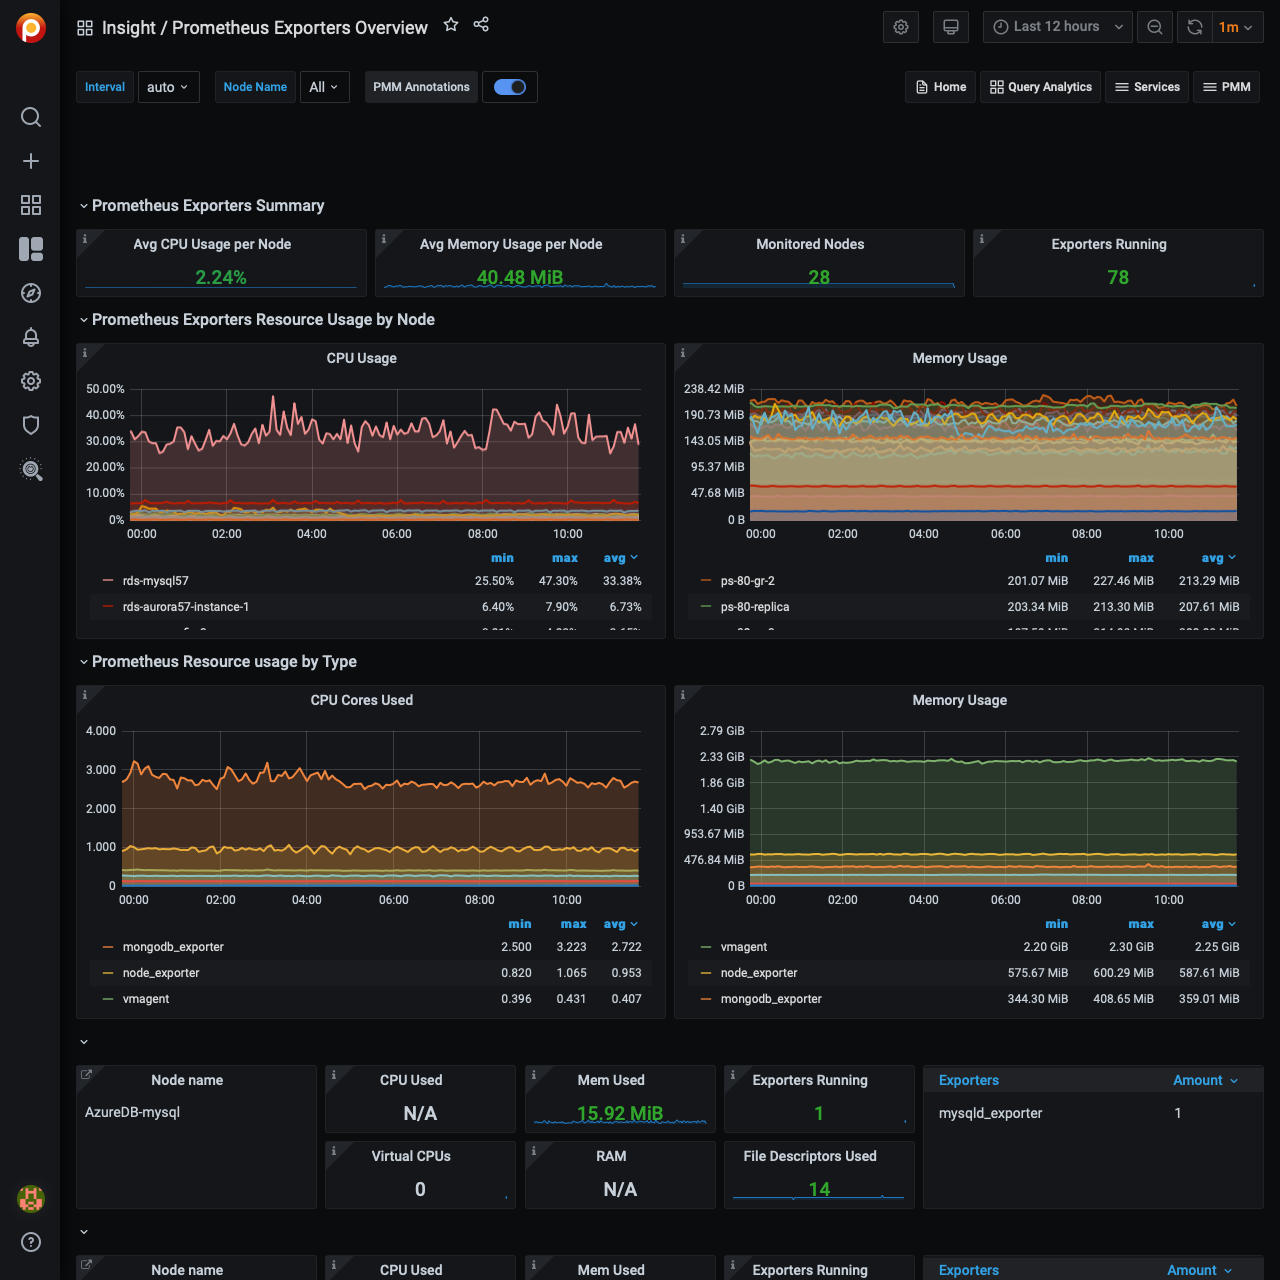 Insight / Prometheus Exporters Overview
Last 12 hours
1m
Interval
auto
Node Name
All
PMM Annotations
Home
Query Analytics
Services
PMM
Prometheus Exporters Summary
Avg CPU Usage per Node
2.24%
Avg Memory Usage per Node
40.48 MiB
Monitored Nodes
28
Exporters Running
78
Prometheus Exporters Resource Usage by Node
CPU Usage
50.00%
40.00%
30.00%
20.00%
10.00%
0%
00:00 02:00 04:00 06:00 08:00 10:00
min max avg
rds-mysql57 25.50% 47.30% 33.38%
rds-aurora57-instance-1 6.40% 7.90% 6.73%
Memory Usage
238.42 MiB
190.73 MiB
143.05 MiB
95.37 MiB
47.68 MiB
0 B
00:00 02:00 04:00 06:00 08:00 10:00
min max avg
ps-80-gr-2 201.07 MiB 227.46 MiB 213.29 MiB
ps-80-replica 203.34 MiB 213.30 MiB 207.61 MiB
Prometheus Resource usage by Type
CPU Cores Used
4.000
3.000
2.000
1.000
0
00:00 02:00 04:00 06:00 08:00 10:00
min max avg
mongodb_exporter 2.500 3.223 2.722
node_exporter 0.820 1.065 0.953
vmagent 0.396 0.431 0.407
Memory Usage
2.79 GiB
2.33 GiB
1.86 GiB
1.40 GiB
953.67 MiB
476.84 MiB
0 B
00:00 02:00 04:00 06:00 08:00 10:00
min max avg
vmagent 2.20 GiB 2.30 GiB 2.25 GiB
node_exporter 575.67 MiB 600.29 MiB 587.61 MiB
mongodb_exporter 344.30 MiB 408.65 MiB 359.01 MiB
Node name
AzureDB-mysql
CPU Used
N/A
Mem Used
15.92 MiB
Exporters Running
1
Exporters Amount
mysqld_exporter 1
Virtual CPUs
0
RAM
N/A
File Descriptors Used
14
Node name
CPU Used
Mem Used
Exporters Running
Exporters Amount